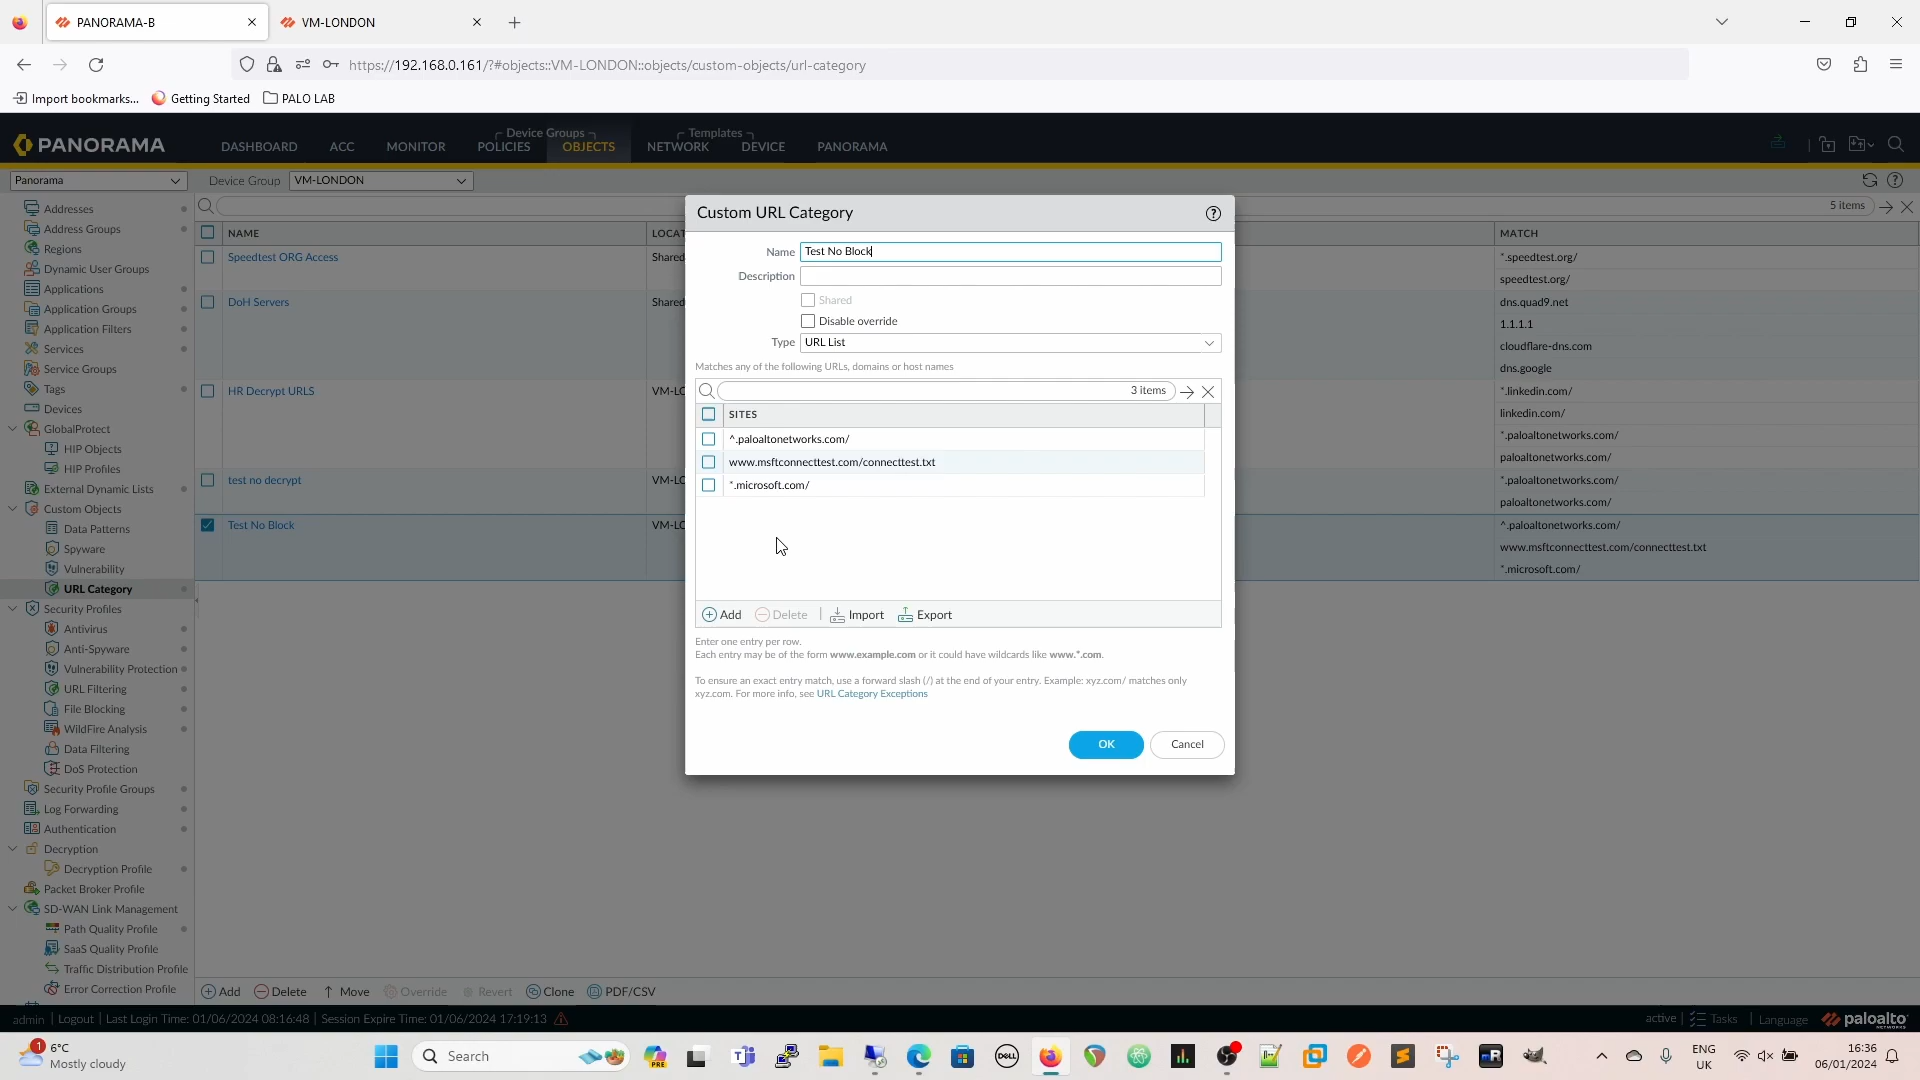 PANORAMA-B
VM-LONDON
https://192.168.0.161/?#objects::VM-LONDON::objects/custom-objects/url-category
Import bookmarks...
Getting Started
PALO LAB
PANORAMA
DASHBOARD
ACC
MONITOR
Device Groups
POLICIES
OBJECTS
Templates
NETWORK
DEVICE
PANORAMA
Panorama
Device Group
VM-LONDON
Addresses
Address Groups
Regions
Dynamic User Groups
Applications
Application Groups
Application Filters
Services
Service Groups
Tags
Devices
GlobalProtect
HIP Objects
HIP Profiles
External Dynamic Lists
Custom Objects
Data Patterns
Spyware
Vulnerability
URL Category
Security Profiles
Antivirus
Anti-Spyware
Vulnerability Protection
URL Filtering
File Blocking
WildFire Analysis
Data Filtering
DoS Protection
Security Profile Groups
Log Forwarding
Authentication
Decryption
Decryption Profile
Packet Broker Profile
SD-WAN Link Management
Path Quality Profile
SaaS Quality Profile
Traffic Distribution Profile
Error Correction Profile
5 items
NAME
LOCAT
MATCH
Speedtest ORG Access
Shared
*.speedtest.org/
speedtest.org/
DoH Servers
Shared
dns.quad9.net
1.1.1.1
cloudflare-dns.com
dns.google
HR Decrypt URLS
VM-LO
*.linkedin.com/
linkedin.com/
*.paloaltonetworks.com/
paloaltonetworks.com/
test no decrypt
VM-LO
*.paloaltonetworks.com/
paloaltonetworks.com/
Test No Block
VM-LO
^.paloaltonetworks.com/
www.msftconnecttest.com/connecttest.txt
*.microsoft.com/
Custom URL Category
Name
Test No Block
Description
Shared
Disable override
Type
URL List
Matches any of the following URLs, domains or host names
3 items
SITES
^.paloaltonetworks.com/
www.msftconnecttest.com/connecttest.txt
*.microsoft.com/
Add
Delete
Import
Export
Enter one entry per row.
Each entry may be of the form www.example.com or it could have wildcards like www.*.com.
To ensure an exact entry match, use a forward slash (/) at the end of your entry. Example: xyz.com/ matches only
xyz.com. For more info, see URL Category Exceptions
OK
Cancel
Add
Delete
Move
Override
Revert
Clone
PDF/CSV
admin | Logout | Last Login Time: 01/06/2024 08:16:48 | Session Expire Time: 01/06/2024 17:19:13
active
Tasks
Language
paloalto
NETWORKS
1
6°C
Mostly cloudy
Search
PRE
DELL
mR
ENG
UK
16:36
06/01/2024